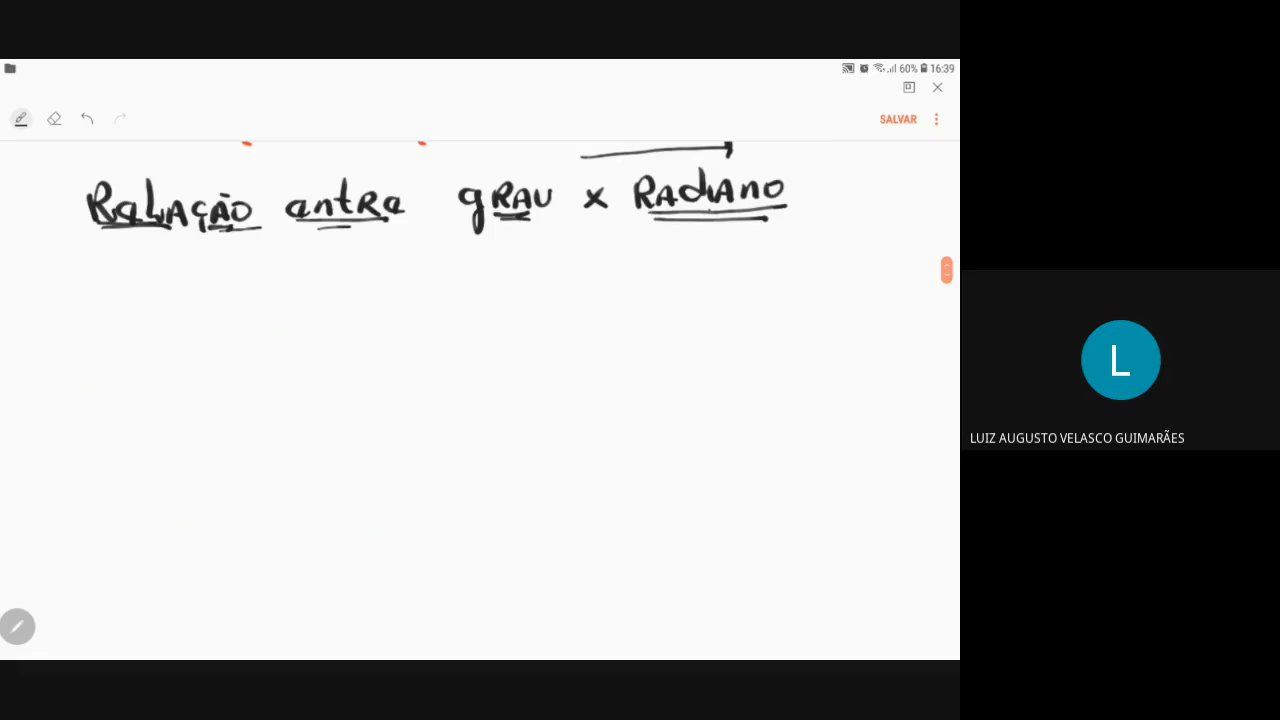 60% 16:39
SALVAR
Relação entre grau x Radiano
L
LUIZ AUGUSTO VELASCO GUIMARÃES